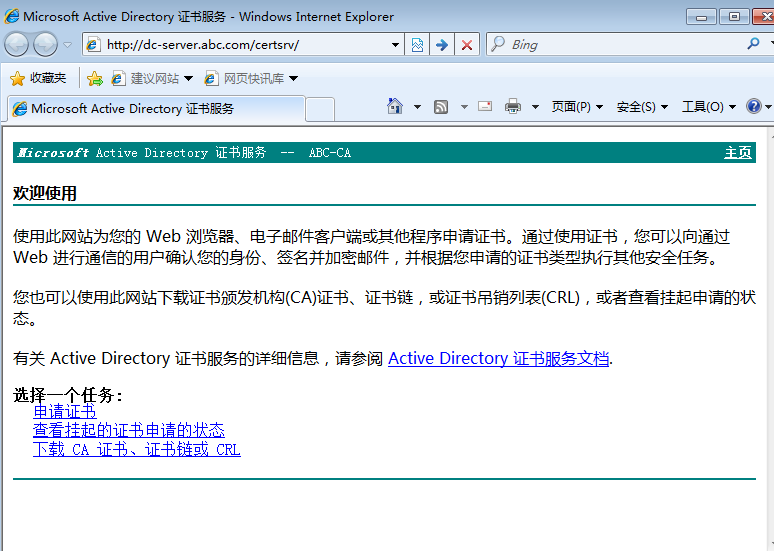 Microsoft Active Directory 证书服务 - Windows Internet Explorer
http://dc-server.abc.com/certsrv/
Bing
收藏夹 建议网站 网页快讯库
Microsoft Active Directory 证书服务
页面(P) 安全(S) 工具(O)
Microsoft Active Directory 证书服务 -- ABC-CA 主页
欢迎使用
使用此网站为您的 Web 浏览器、电子邮件客户端或其他程序申请证书。通过使用证书，您可以向通过
Web 进行通信的用户确认您的身份、签名并加密邮件，并根据您申请的证书类型执行其他安全任务。
您也可以使用此网站下载证书颁发机构(CA)证书、证书链，或证书吊销列表(CRL)，或者查看挂起申请的状
态。
有关 Active Directory 证书服务的详细信息，请参阅 Active Directory 证书服务文档.
选择一个任务：
申请证书
查看挂起的证书申请的状态
下载 CA 证书、证书链或 CRL